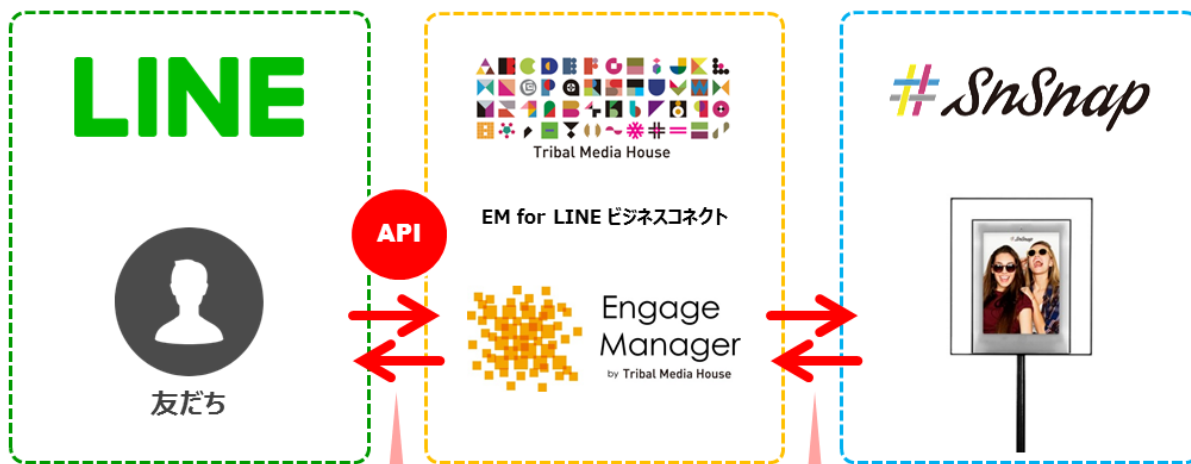 LINE
Tribal Media House
#SnSnap
API
EM for LINE ビジネスコネクト
#SnSnap
Engage
Manager
by Tribal Media House
友だち